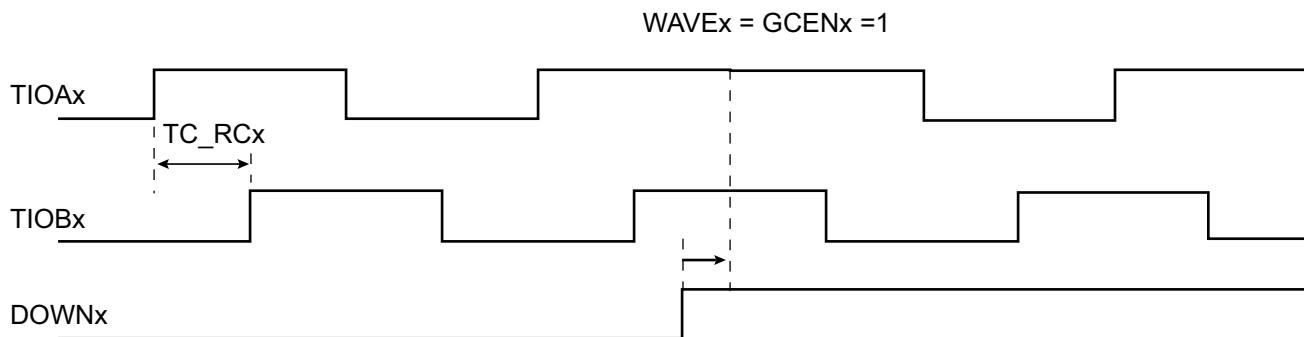 WAVEx = GCENx =1
TIOAx
TC_RCx
TIOBx
DOWNx